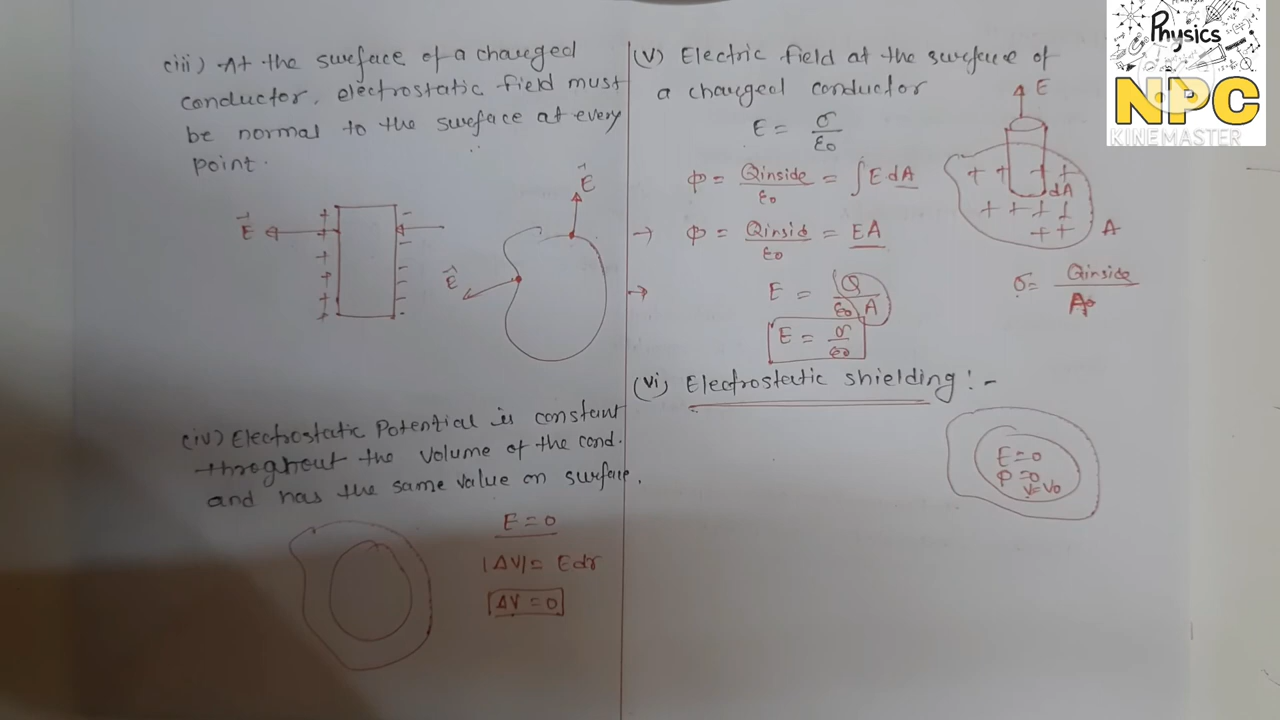 (iii) At the surface of a charged
conductor, electrostatic field must
be normal to the surface at every
point.
E
+
+
+
+
+
+
-
-
-
-
-
-
E
E
(iv) Electrostatic Potential is constant
throghout the volume of the cond.
and has the same value on surface.
E = 0
|ΔV| = Edr
ΔV = 0
(v) Electric field at the surface of
a charged conductor
E = σ/ε0
ϕ = Qinside/ε0 = ∫E dA
→ ϕ = Qinsid/ε0 = EA
→ E = Q/ε0 A
E = σ/ε0
E
+ + + +
dA
+ + + +
+ +
A
σ = Qinside/A
(vi) Electrostatic shielding :-
E = 0
ϕ = 0
V = V0
Physics
NPC
KINEMASTER